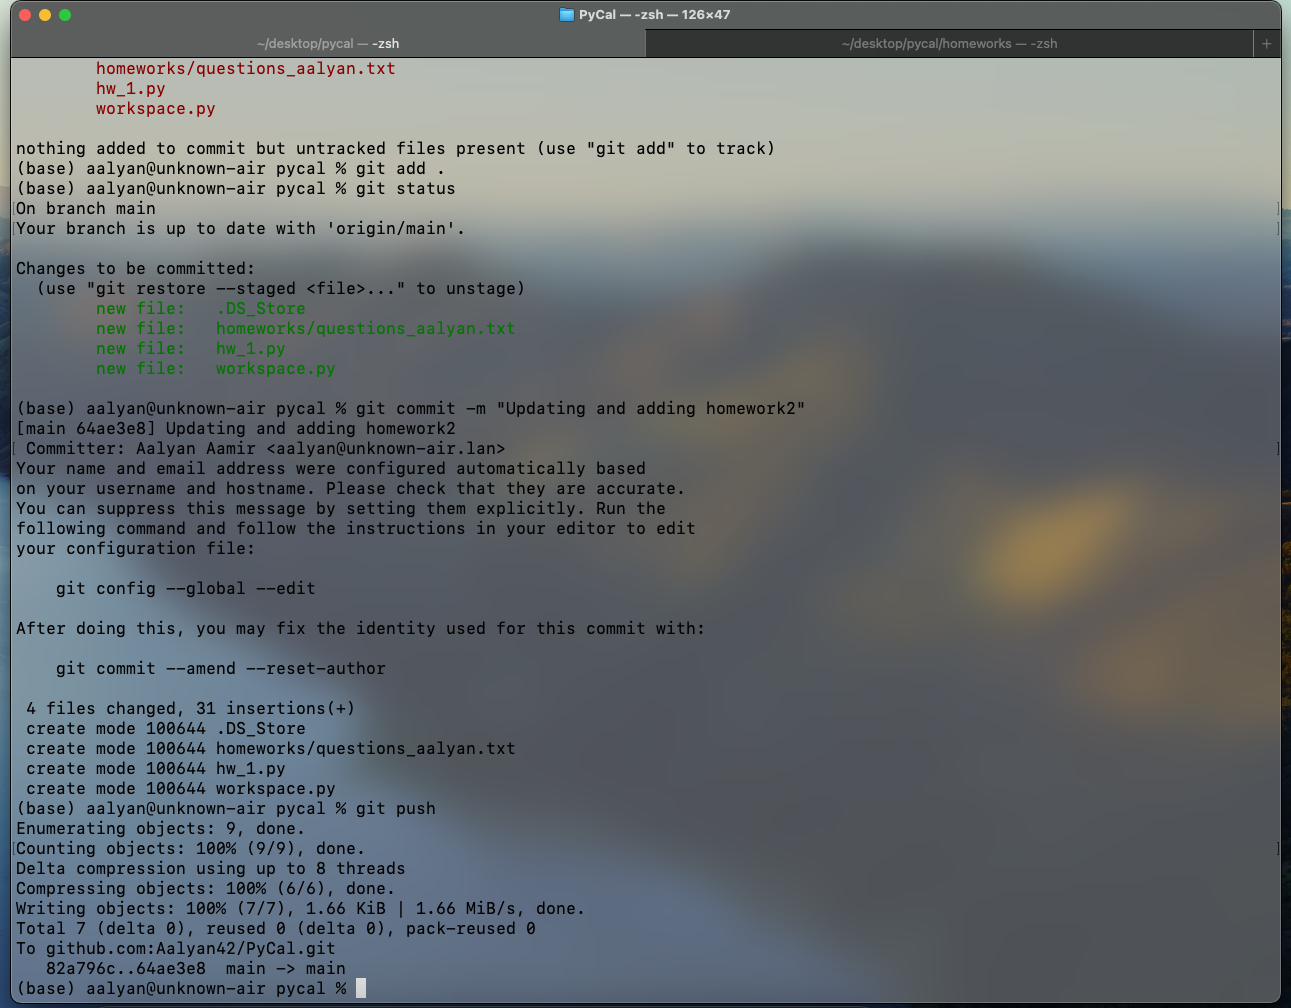 PyCal — -zsh — 126×47
~/desktop/pycal — -zsh
~/desktop/pycal/homeworks — -zsh
+
homeworks/questions_aalyan.txt
hw_1.py
workspace.py
nothing added to commit but untracked files present (use "git add" to track)
(base) aalyan@unknown-air pycal % git add .
(base) aalyan@unknown-air pycal % git status
On branch main
Your branch is up to date with 'origin/main'.
Changes to be committed:
  (use "git restore --staged <file>..." to unstage)
new file:   .DS_Store
new file:   homeworks/questions_aalyan.txt
new file:   hw_1.py
new file:   workspace.py
(base) aalyan@unknown-air pycal % git commit -m "Updating and adding homework2"
[main 64ae3e8] Updating and adding homework2
 Committer: Aalyan Aamir <aalyan@unknown-air.lan>
Your name and email address were configured automatically based
on your username and hostname. Please check that they are accurate.
You can suppress this message by setting them explicitly. Run the
following command and follow the instructions in your editor to edit
your configuration file:
    git config --global --edit
After doing this, you may fix the identity used for this commit with:
    git commit --amend --reset-author
 4 files changed, 31 insertions(+)
 create mode 100644 .DS_Store
 create mode 100644 homeworks/questions_aalyan.txt
 create mode 100644 hw_1.py
 create mode 100644 workspace.py
(base) aalyan@unknown-air pycal % git push
Enumerating objects: 9, done.
Counting objects: 100% (9/9), done.
Delta compression using up to 8 threads
Compressing objects: 100% (6/6), done.
Writing objects: 100% (7/7), 1.66 KiB | 1.66 MiB/s, done.
Total 7 (delta 0), reused 0 (delta 0), pack-reused 0
To github.com:Aalyan42/PyCal.git
   82a796c..64ae3e8  main -> main
(base) aalyan@unknown-air pycal %